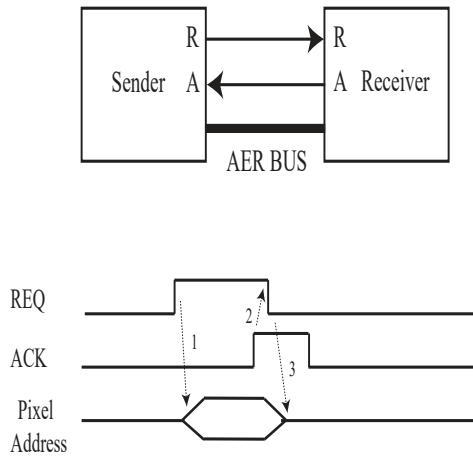 R R
Sender A A Receiver
AER BUS
REQ
2
1
ACK
3
Pixel
Address